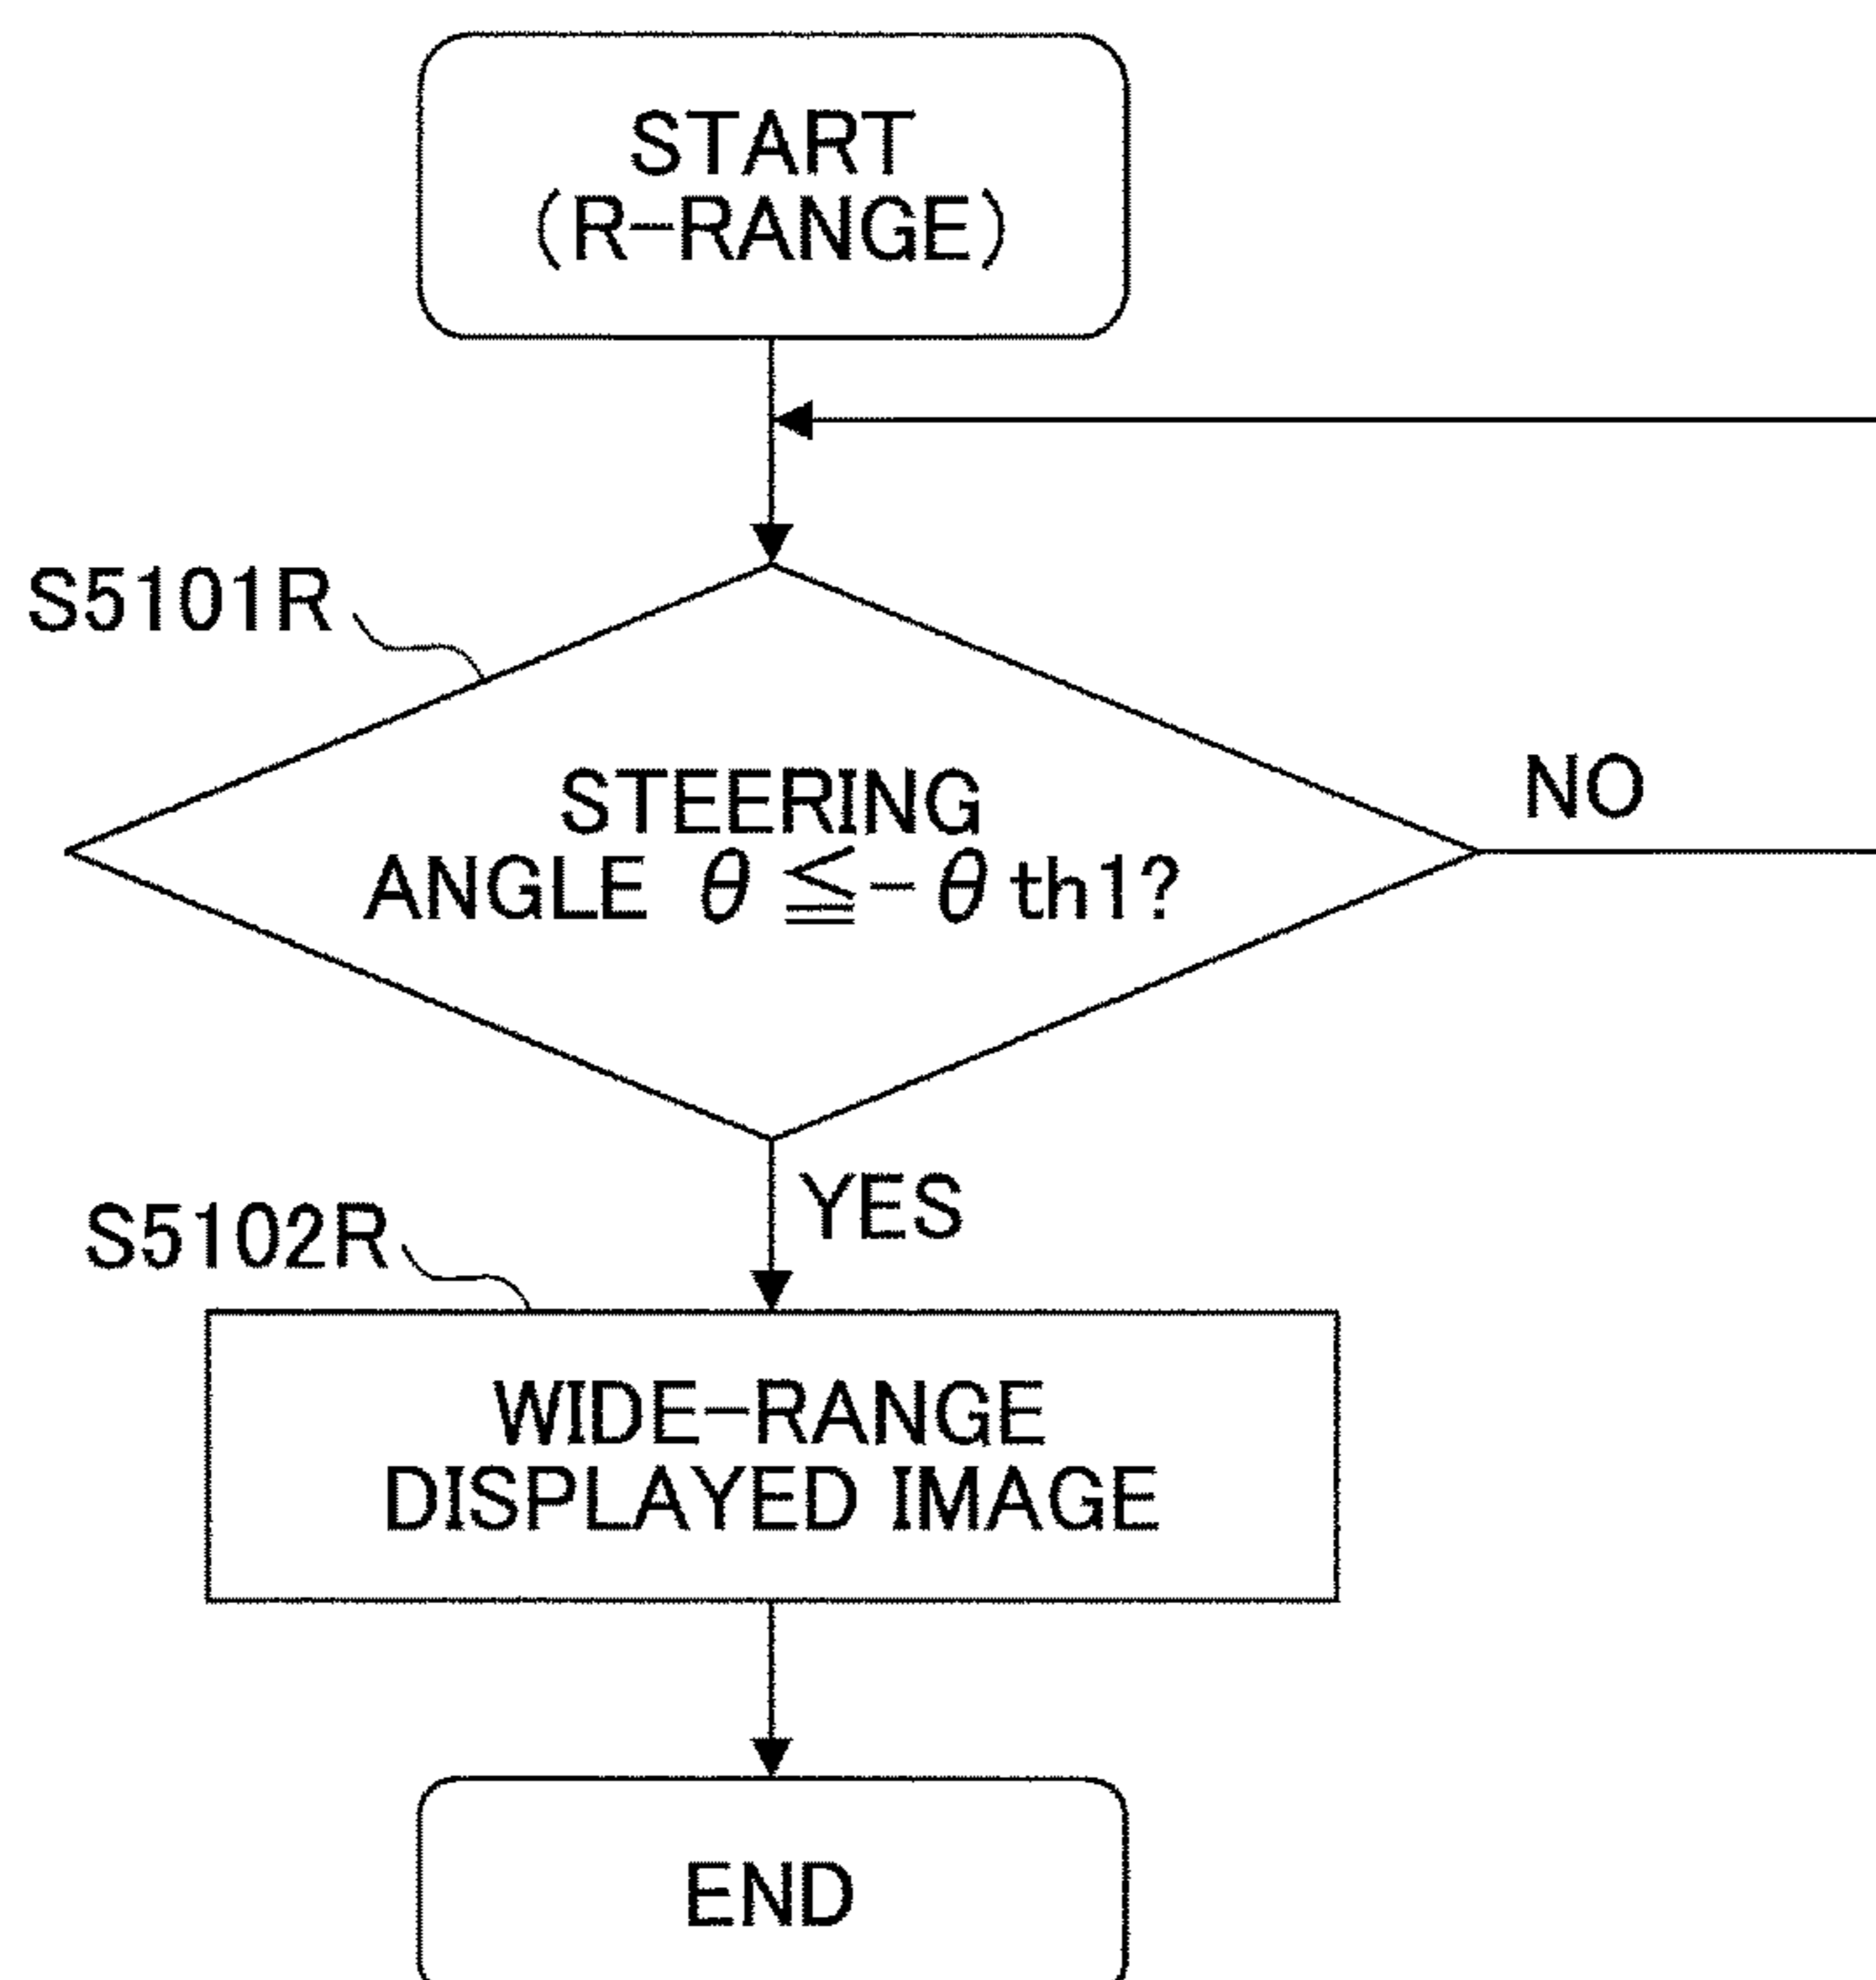 START
(R-RANGE)
S5101R
STEERING
ANGLE θ ≦ - θ th1?
NO
YES
S5102R
WIDE-RANGE
DISPLAYED IMAGE
END